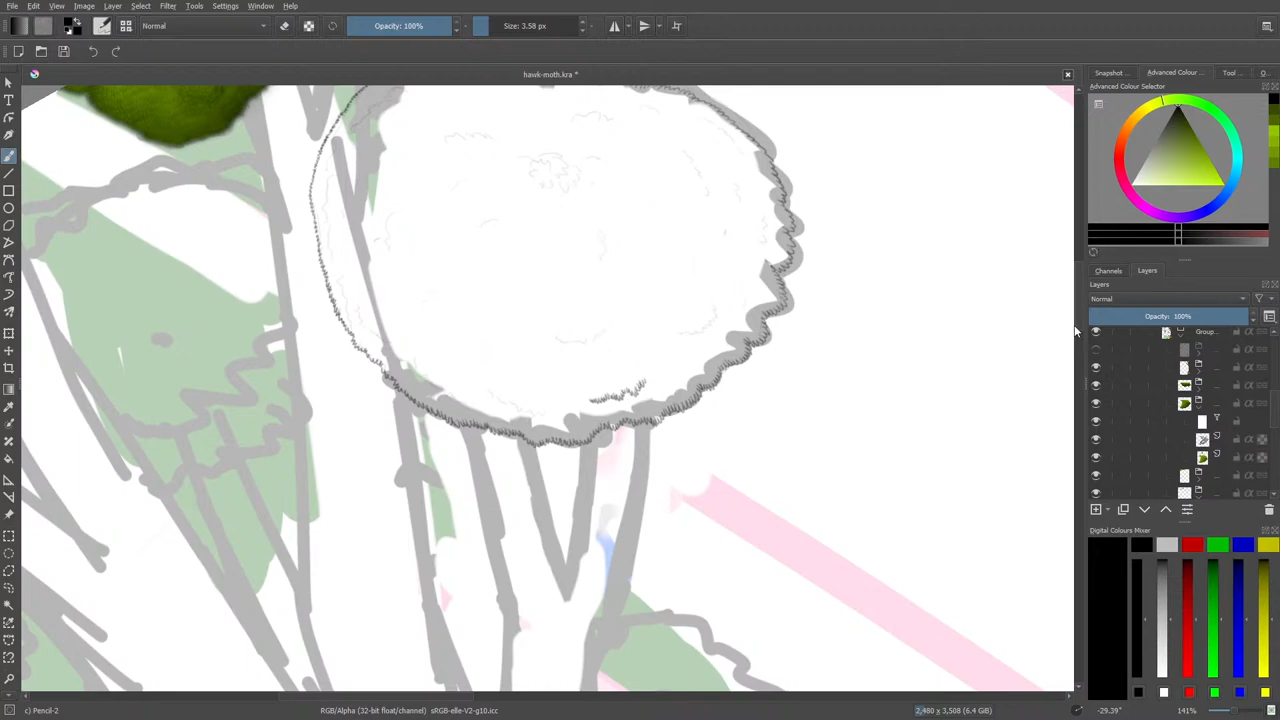 File Edit View Image Layer Select Filter Tools Settings Window Help
Normal Opacity: 100% Size: 3.58 px
hawk-moth.kra *
Snapshot ... Advanced Colour ... Tool ... O...
Advanced Colour Selector
Channels Layers
Layers
Normal
Opacity: 100%
Group...
Digital Colours Mixer
c) Pencil-2 RGB/Alpha (32-bit float/channel) sRGB-elle-V2-g10.icc 2,480 x 3,508 (6.4 GiB) -29.39° 141%